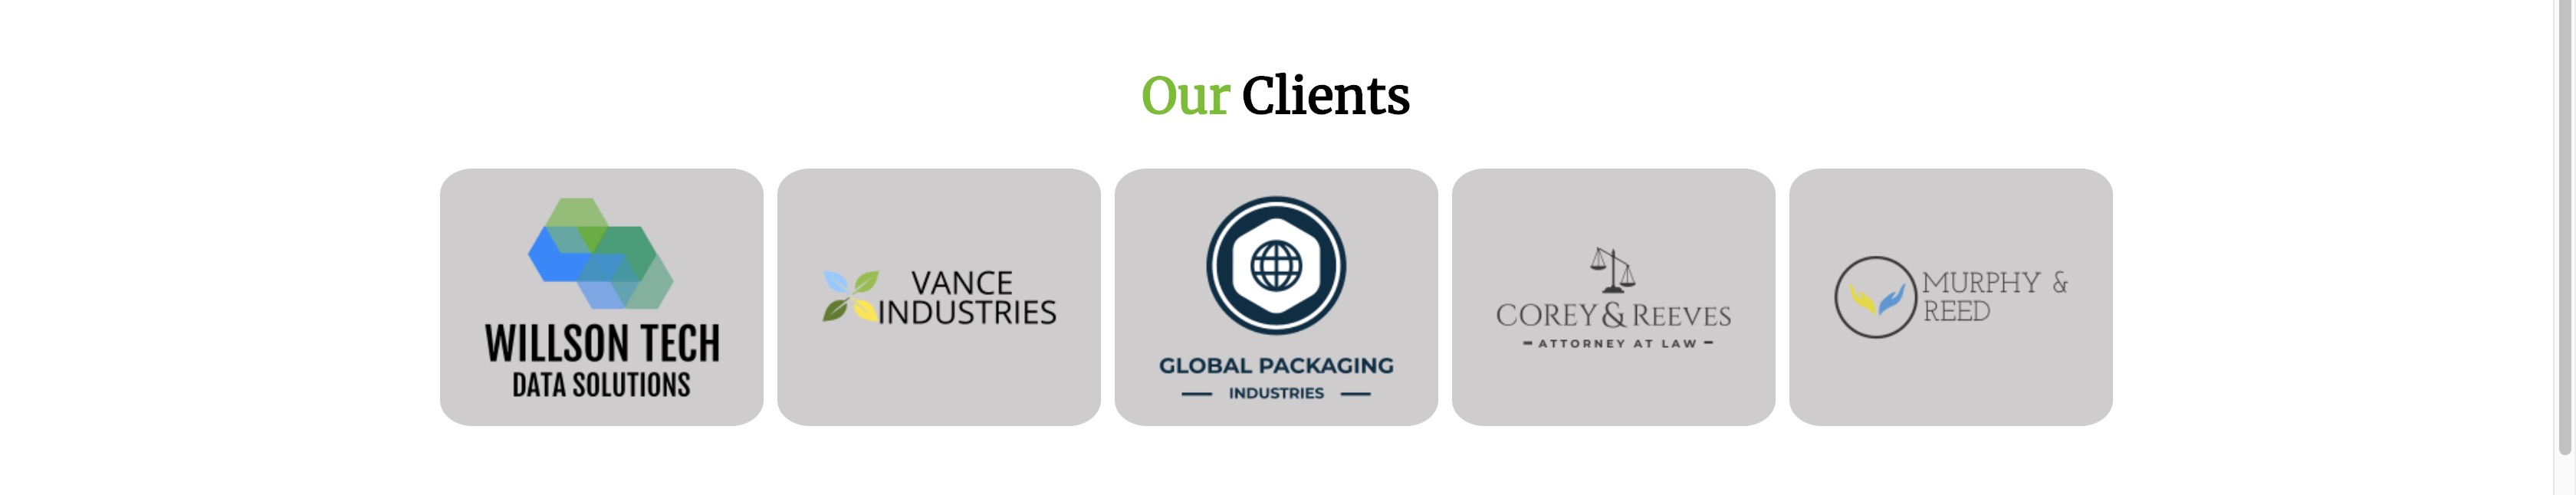 Our Clients
WILLSON TECH
DATA SOLUTIONS
VANCE
INDUSTRIES
GLOBAL PACKAGING
INDUSTRIES
COREY & REEVES
ATTORNEY AT LAW
MURPHY &
REED